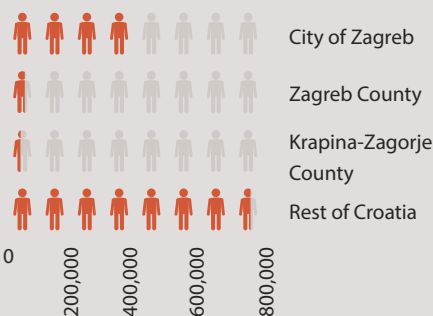 City of Zagreb
Zagreb County
Krapina-Zagorje
County
Rest of Croatia
0
200,000
400,000
600,000
800,000